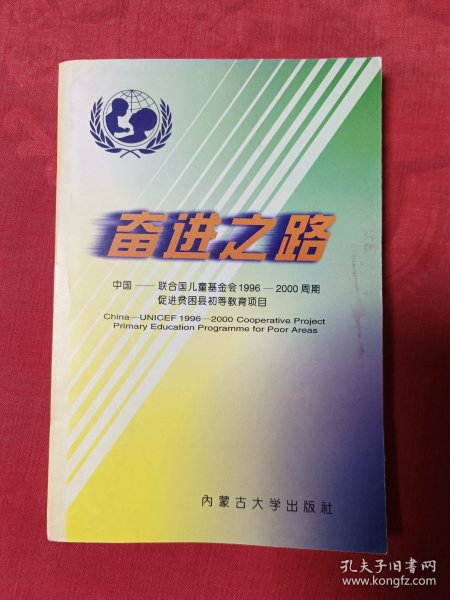 奋进之路
中国——联合国儿童基金会1996—2000周期
促进贫困县初等教育项目
China—UNICEF 1996—2000 Cooperative Project
Primary Education Programme for Poor Areas
内蒙古大学出版社
孔夫子旧书网
www.kongfz.com